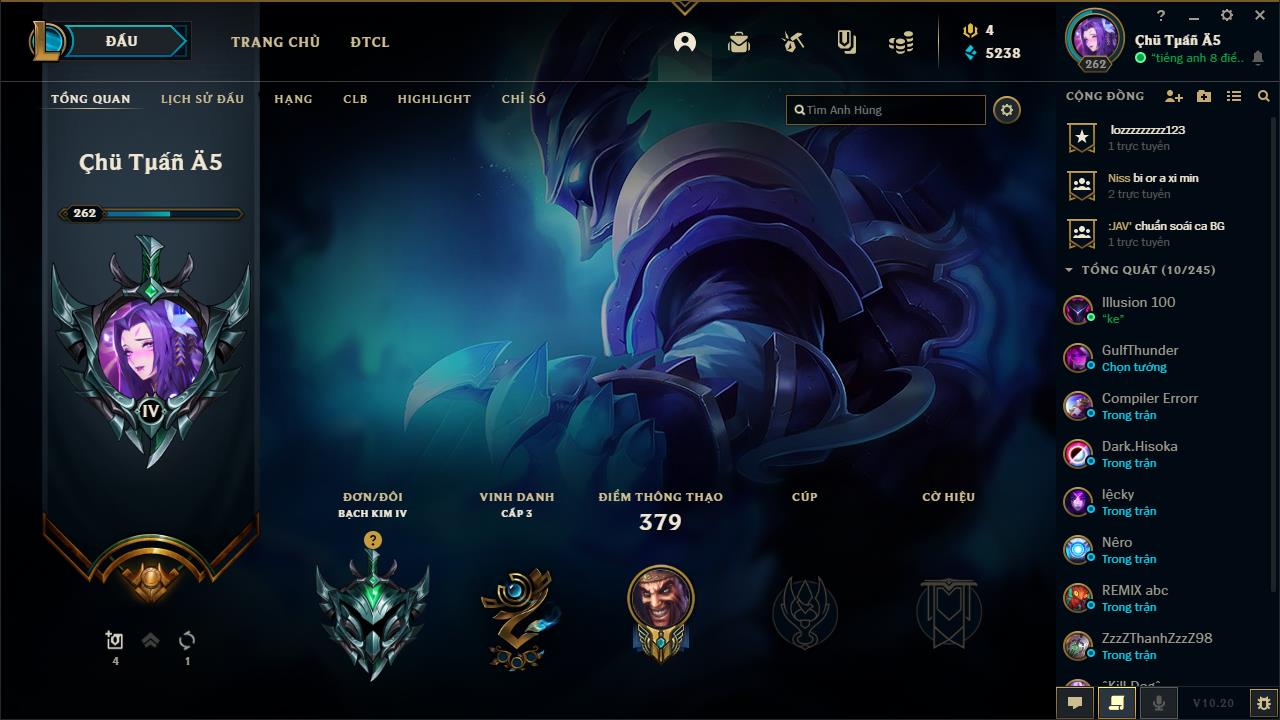 ĐẤU
TRANG CHỦ
ĐTCL
4
5238
?
262
Çhü Tµấñ Ä5
"tiếng anh 8 điể..
TỔNG QUAN
LỊCH SỬ ĐẤU
HẠNG
CLB
HIGHLIGHT
CHỈ SỐ
Tìm Anh Hùng
CỘNG ĐỒNG
Çhü Tµấñ Ä5
262
IV
lozzzzzzzzz123
1 trực tuyến
Niss bi or a xi min
2 trực tuyến
:JAV' chuẩn soái ca BG
1 trực tuyến
TỔNG QUÁT (10/245)
Illusion 100
"ke"
GulfThunder
Chọn tướng
Compiler Errorr
Trong trận
Dark.Hisoka
Trong trận
lệcky
Trong trận
Nêro
Trong trận
REMIX abc
Trong trận
ZzzZThanhZzzZ98
Trong trận
ˆKill Dogˆ
ĐƠN/ĐÔI
BẠCH KIM IV
?
VINH DANH
CẤP 3
ĐIỂM THÔNG THẠO
379
CÚP
CỜ HIỆU
4
1
V10.20